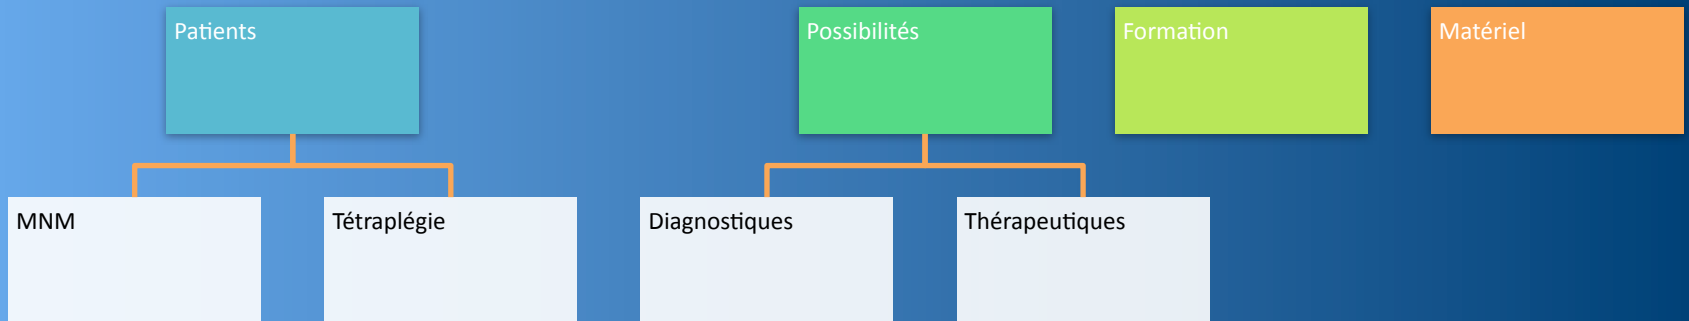 Patients
Possibilités
Formation
Matériel
MNM
Tétraplégie
Diagnostiques
Thérapeutiques